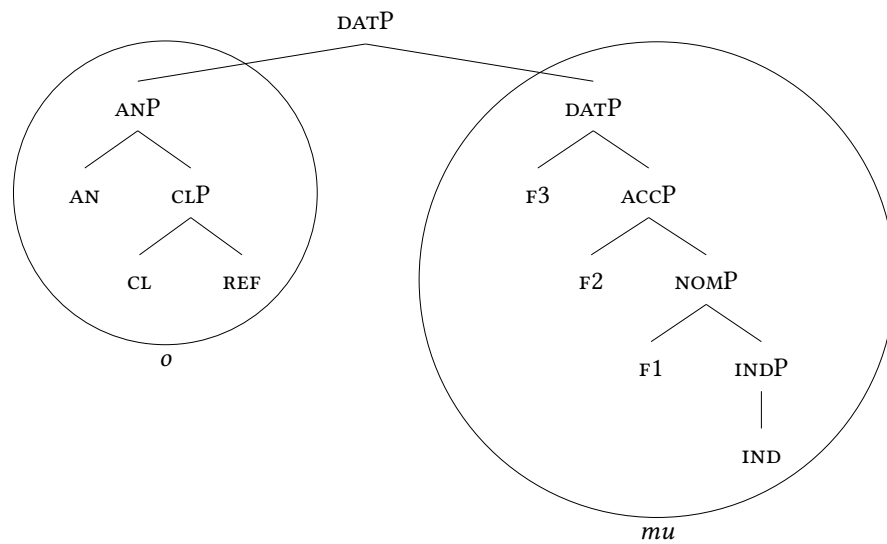 DATP
ANP DATP
AN CLP F3 ACCP
CL REF F2 NOMP
o F1 INDP
IND
mu